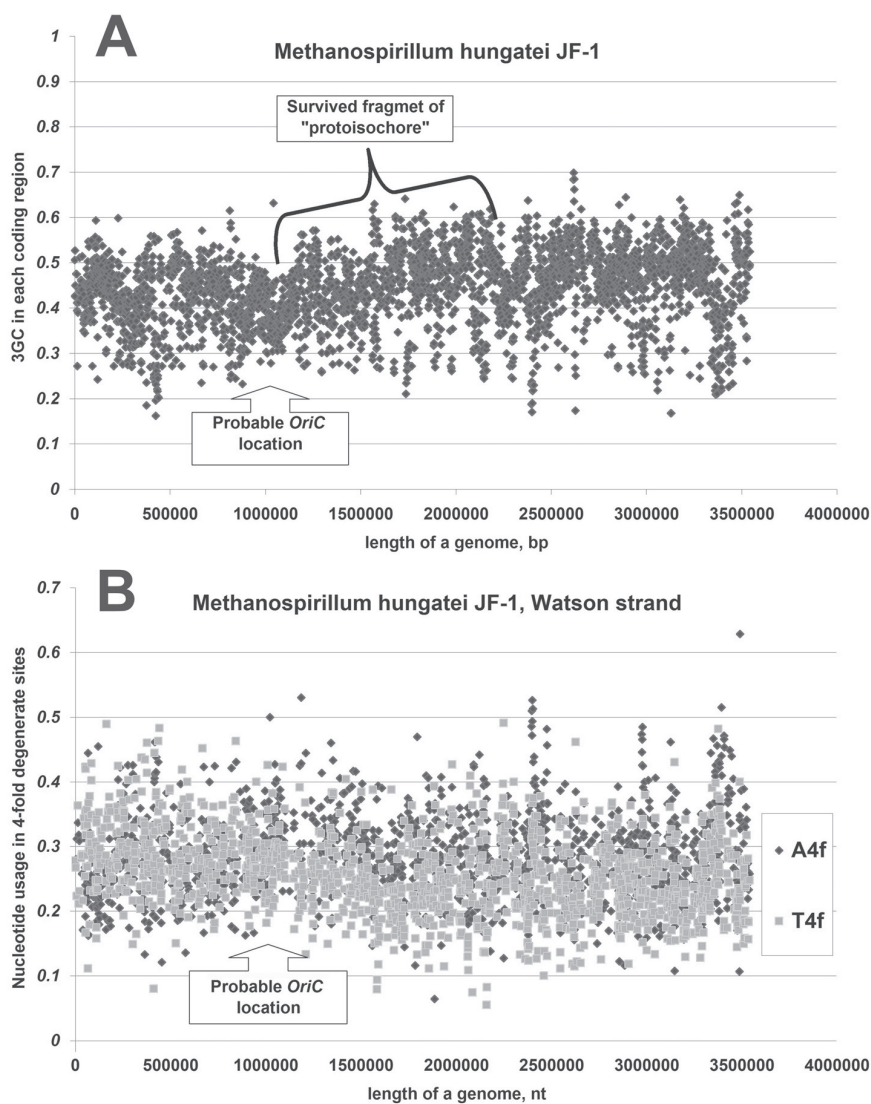 A
Methanospirillum hungatei JF-1
Survived fragmet of
"protoisochore"
3GC in each coding region
1
0.9
0.8
0.7
0.6
0.5
0.4
0.3
0.2
0.1
0
Probable OriC
location
0 500000 1000000 1500000 2000000 2500000 3000000 3500000 4000000
length of a genome, bp
B
Methanospirillum hungatei JF-1, Watson strand
Nucleotide usage in 4-fold degenerate sites
0.7
0.6
0.5
0.4
0.3
0.2
0.1
0
A4f
T4f
Probable OriC
location
0 500000 1000000 1500000 2000000 2500000 3000000 3500000 4000000
length of a genome, nt